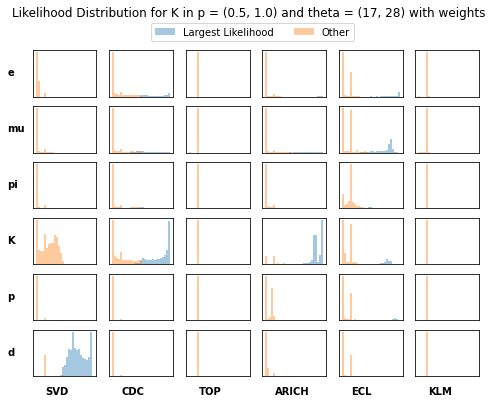 Likelihood Distribution for K in p = (0.5, 1.0) and theta = (17, 28) with weights
Largest Likelihood Other
e
mu
pi
K
p
d
SVD CDC TOP ARICH ECL KLM